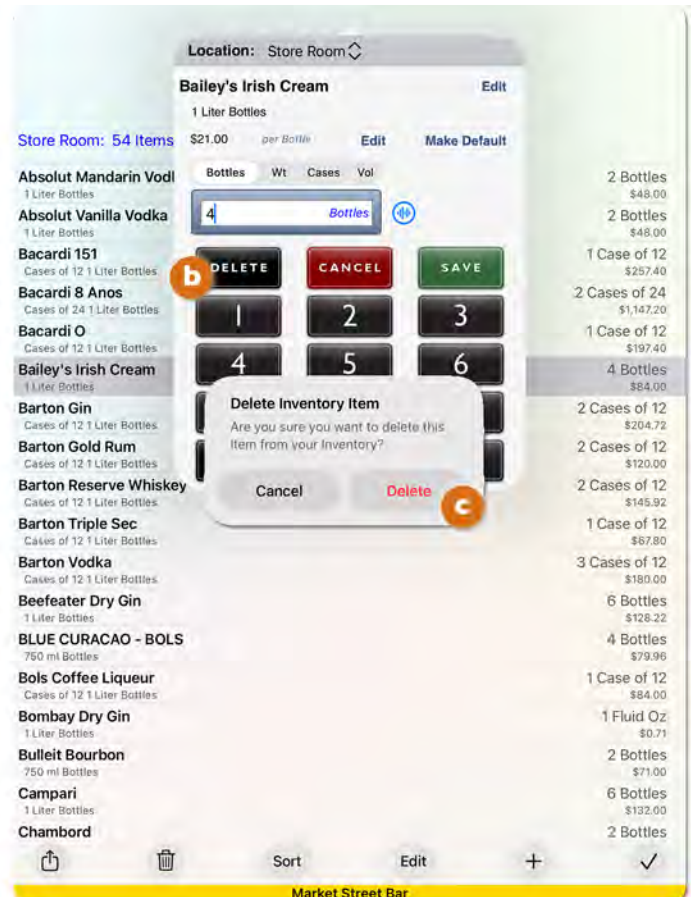 Location: Store Room
Bailey's Irish Cream Edit
1 Liter Bottles
Store Room: 54 Items $21.00 per Bottle Edit Make Default
Bottles Wt Cases Vol
Absolut Mandarin Vod 2 Bottles
1 Liter Bottles $48.00
4 Bottles
Absolut Vanilla Vodka 2 Bottles
1 Liter Bottles $48.00
Bacardi 151 1 Case of 12
Cases of 12 1 Liter Bottles $257.40
b DELETE CANCEL SAVE
Bacardi 8 Anos 2 Cases of 24
Cases of 24 1 Liter Bottles $1,147.20
1 2 3
Bacardi O 1 Case of 12
Cases of 12 1 Liter Bottles $197.40
Bailey's Irish Cream 4 Bottles
1 Liter Bottles $84.00
4 5 6
Delete Inventory Item
Are you sure you want to delete this
Item from your Inventory?
Cancel Delete
c
Barton Gin 2 Cases of 12
Cases of 12 1 Liter Bottles $204.72
Barton Gold Rum 2 Cases of 12
Cases of 12 1 Liter Bottles $120.00
Barton Reserve Whiskey 2 Cases of 12
Cases of 12 1 Liter Bottles $145.92
Barton Triple Sec 1 Case of 12
Cases of 12 1 Liter Bottles $67.80
Barton Vodka 3 Cases of 12
Cases of 12 1 Liter Bottles $180.00
Beefeater Dry Gin 6 Bottles
1 Liter Bottles $128.22
BLUE CURACAO - BOLS 4 Bottles
750 ml Bottles $79.96
Bols Coffee Liqueur 1 Case of 12
Cases of 12 1 Liter Bottles $84.00
Bombay Dry Gin 1 Fluid Oz
1 Liter Bottles $0.71
Bulleit Bourbon 2 Bottles
750 ml Bottles $71.00
Campari 6 Bottles
1 Liter Bottles $132.00
Chambord 2 Bottles
Sort Edit
Market Street Bar